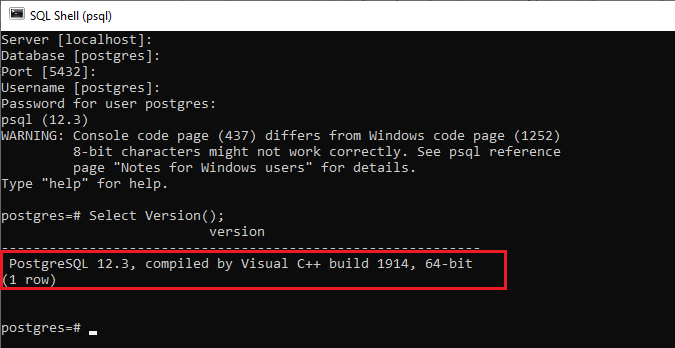 SQL Shell (psql)
Server [localhost]:
Database [postgres]:
Port [5432]:
Username [postgres]:
Password for user postgres:
psql (12.3)
WARNING: Console code page (437) differs from Windows code page (1252)
         8-bit characters might not work correctly. See psql reference
         page "Notes for Windows users" for details.
Type "help" for help.
postgres=# Select Version();
                          version
------------------------------------------------------------
 PostgreSQL 12.3, compiled by Visual C++ build 1914, 64-bit
(1 row)
postgres=# _